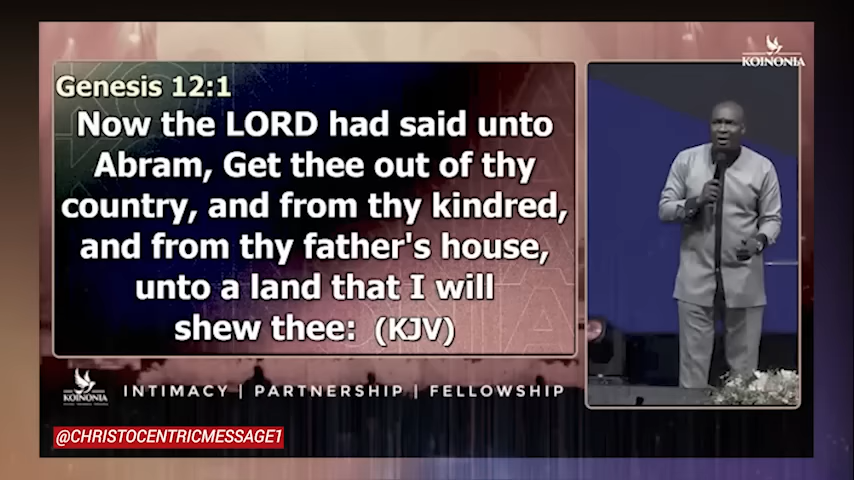 KOINONIA
Genesis 12:1
Now the LORD had said unto
Abram, Get thee out of thy
country, and from thy kindred,
and from thy father's house,
unto a land that I will
shew thee: (KJV)
KOINONIA
INTIMACY | PARTNERSHIP | FELLOWSHIP
@CHRISTOCENTRICMESSAGE1